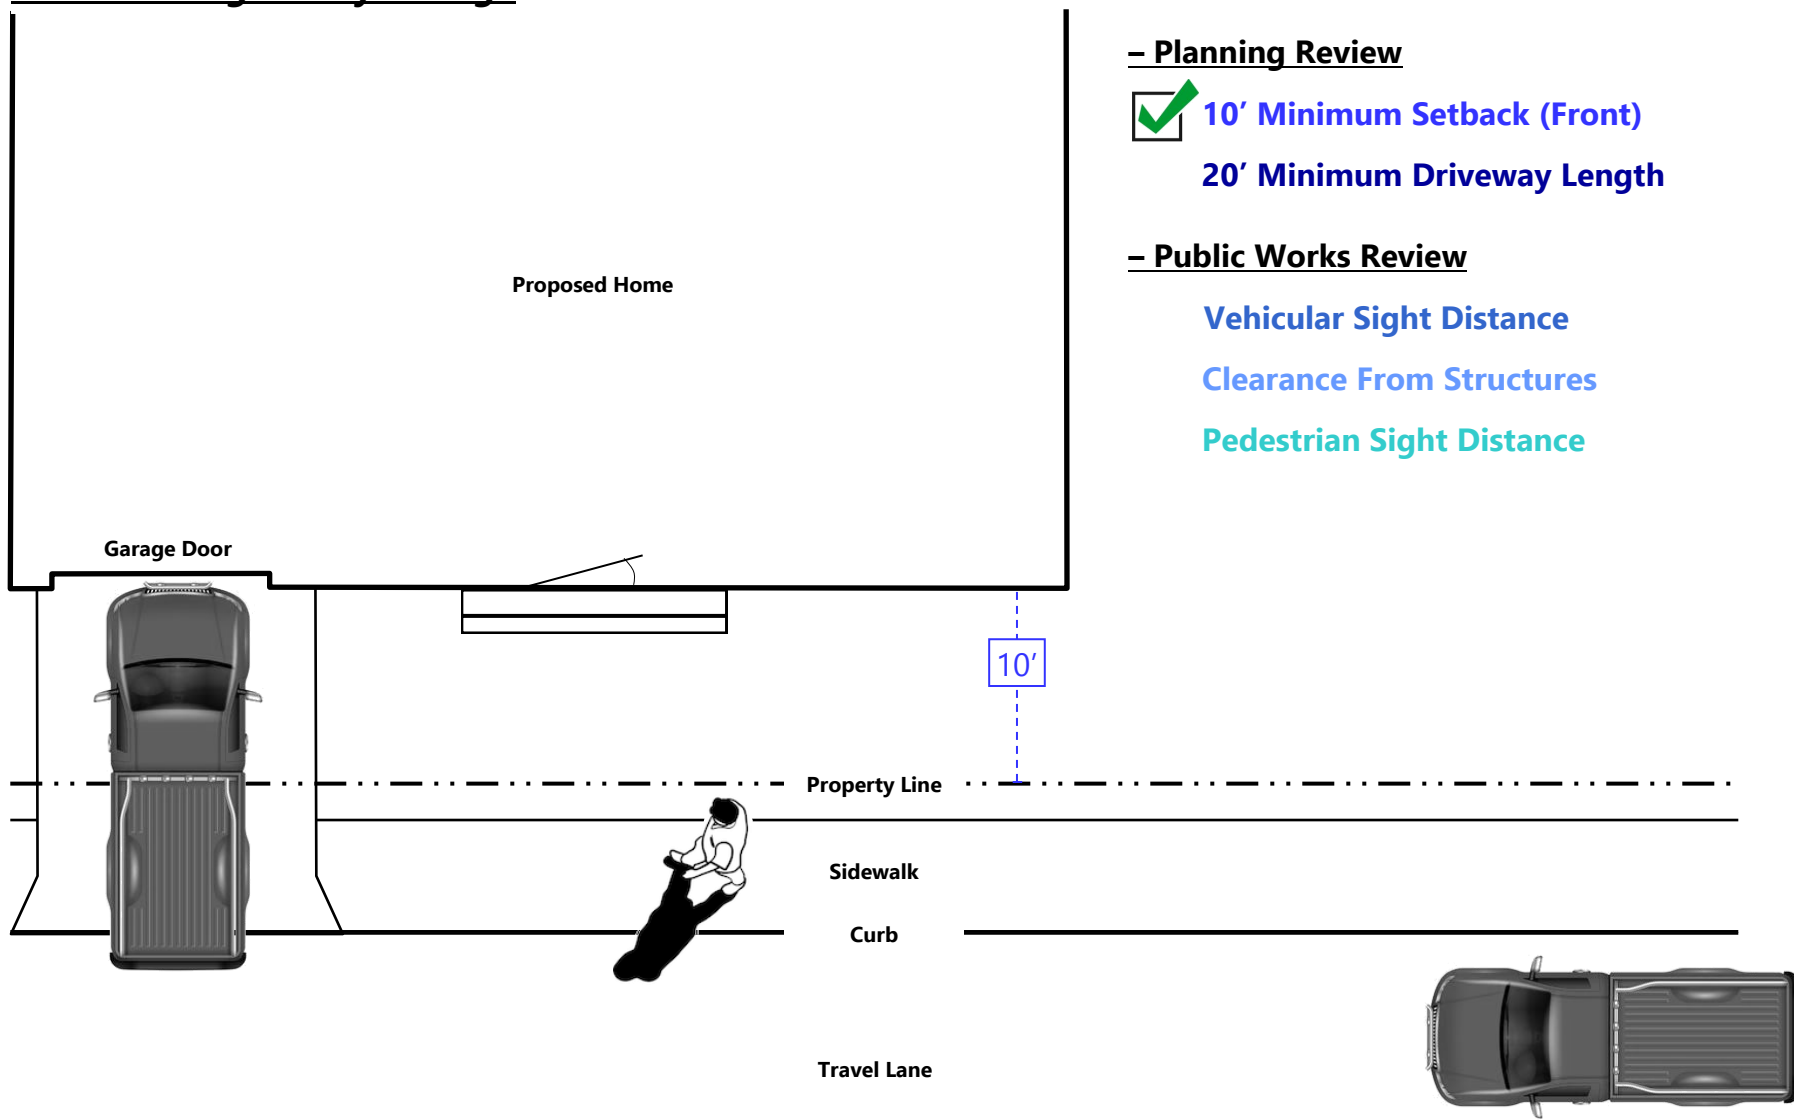 – Planning Review
10’ Minimum Setback (Front)
20’ Minimum Driveway Length
– Public Works Review
Proposed Home
Vehicular Sight Distance
Clearance From Structures
Pedestrian Sight Distance
Garage Door
10’
Property Line
Sidewalk
Curb
Travel Lane